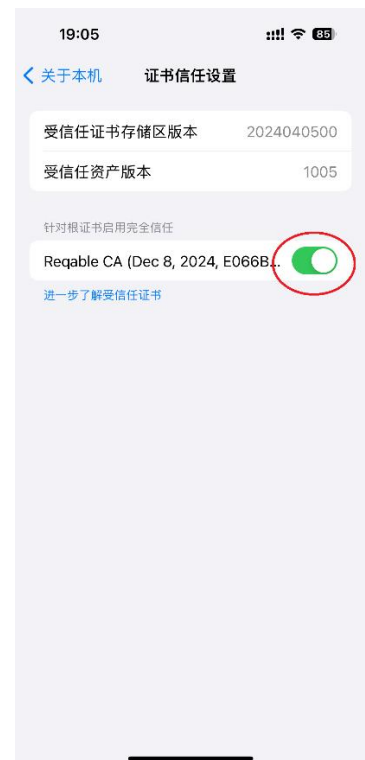 19:05
85
关于本机 证书信任设置
受信任证书存储区版本 2024040500
受信任资产版本 1005
针对根证书启用完全信任
Reqable CA (Dec 8, 2024, E066B...
进一步了解受信任证书